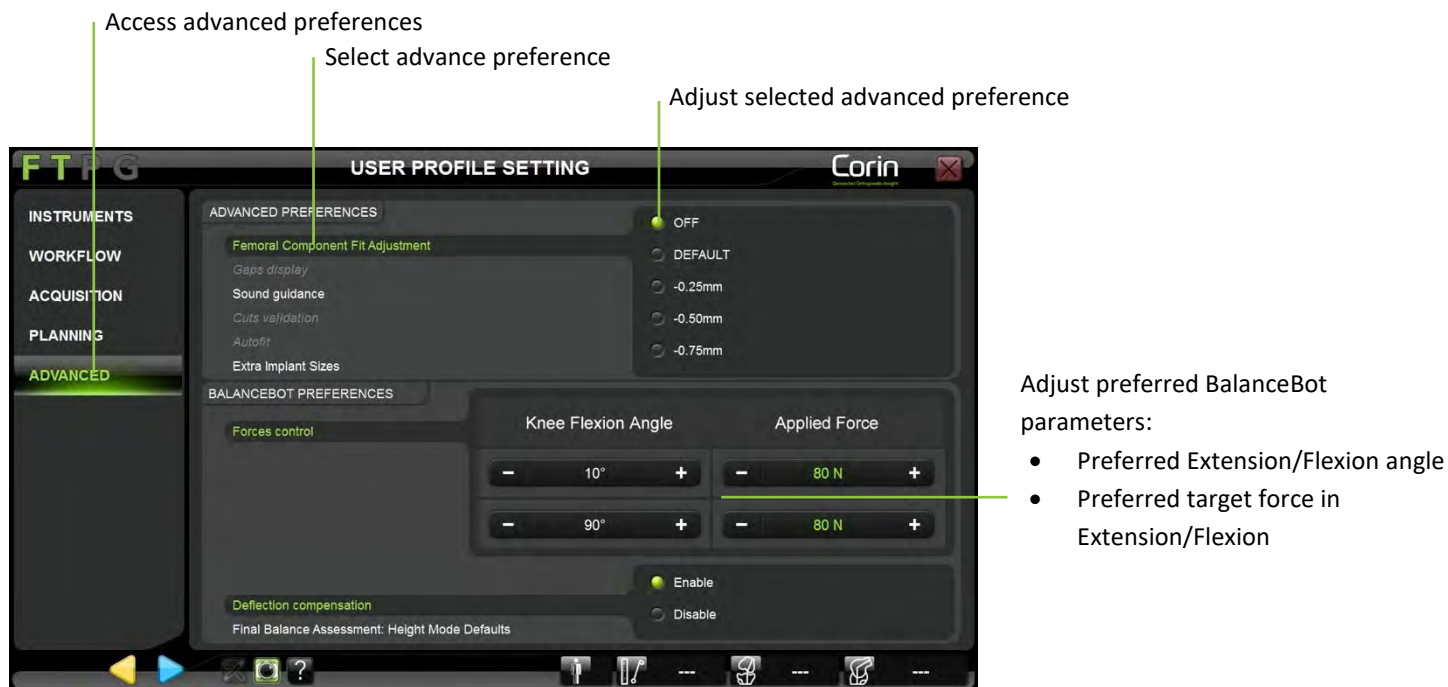 Access advanced preferences
Select advance preference
Adjust selected advanced preference
FTPG
USER PROFILE SETTING
Corin
Connected Orthopaedic Insight
INSTRUMENTS
WORKFLOW
ACQUISITION
PLANNING
ADVANCED
ADVANCED PREFERENCES
Femoral Component Fit Adjustment
Gaps display
Sound guidance
Cuts validation
Autofit
Extra Implant Sizes
OFF
DEFAULT
-0.25mm
-0.50mm
-0.75mm
BALANCEBOT PREFERENCES
Forces control
Knee Flexion Angle Applied Force
- 10° + - 80 N +
- 90° + - 80 N +
Deflection compensation
Final Balance Assessment: Height Mode Defaults
Enable
Disable
? --- --- ---
Adjust preferred BalanceBot
parameters:
• Preferred Extension/Flexion angle
• Preferred target force in
Extension/Flexion